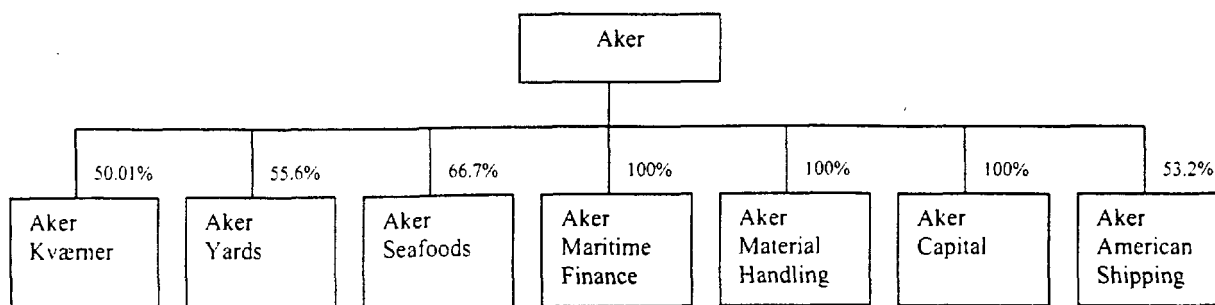 Aker
50.01%
55.6%
66.7%
100%
100%
100%
53.2%
Aker
Kværner
Aker
Yards
Aker
Seafoods
Aker
Maritime
Finance
Aker
Material
Handling
Aker
Capital
Aker
American
Shipping